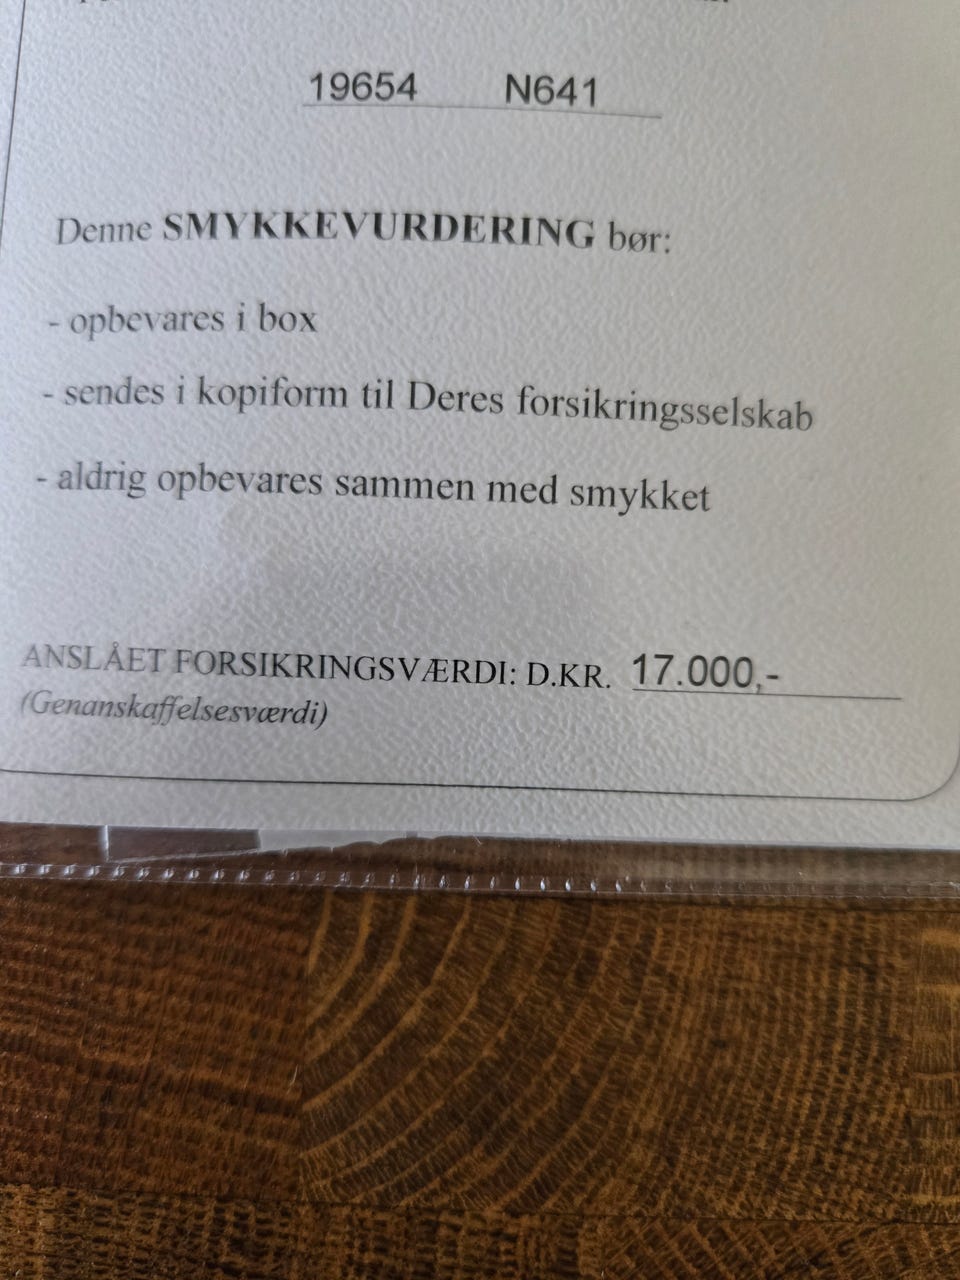 19654 N641
Denne SMYKKEVURDERING bør:
- opbevares i box
- sendes i kopiform til Deres forsikringsselskab
- aldrig opbevares sammen med smykket
ANSLÅET FORSIKRINGSVÆRDI: D.KR. 17.000,-
(Genanskaffelsesværdi)